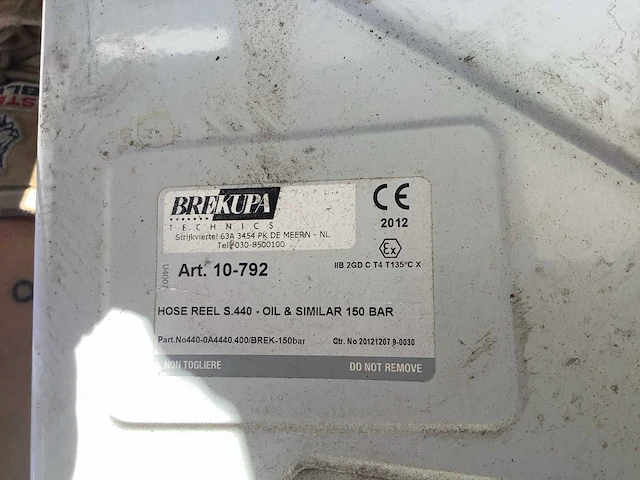 BREKUPA
TECHNICS
Strijkviertel 63A 3454 PK DE MEERN - NL
Tel. 030-8500100
CE
2012
Ex
IIB 2GD C T4 T135°C X
Art. 10-792
HOSE REEL S.440 - OIL & SIMILAR 150 BAR
Part.No440-0A4440.400/BREK-150bar
Gtr. No 20121207.9-0030
NON TOGLIERE
DO NOT REMOVE